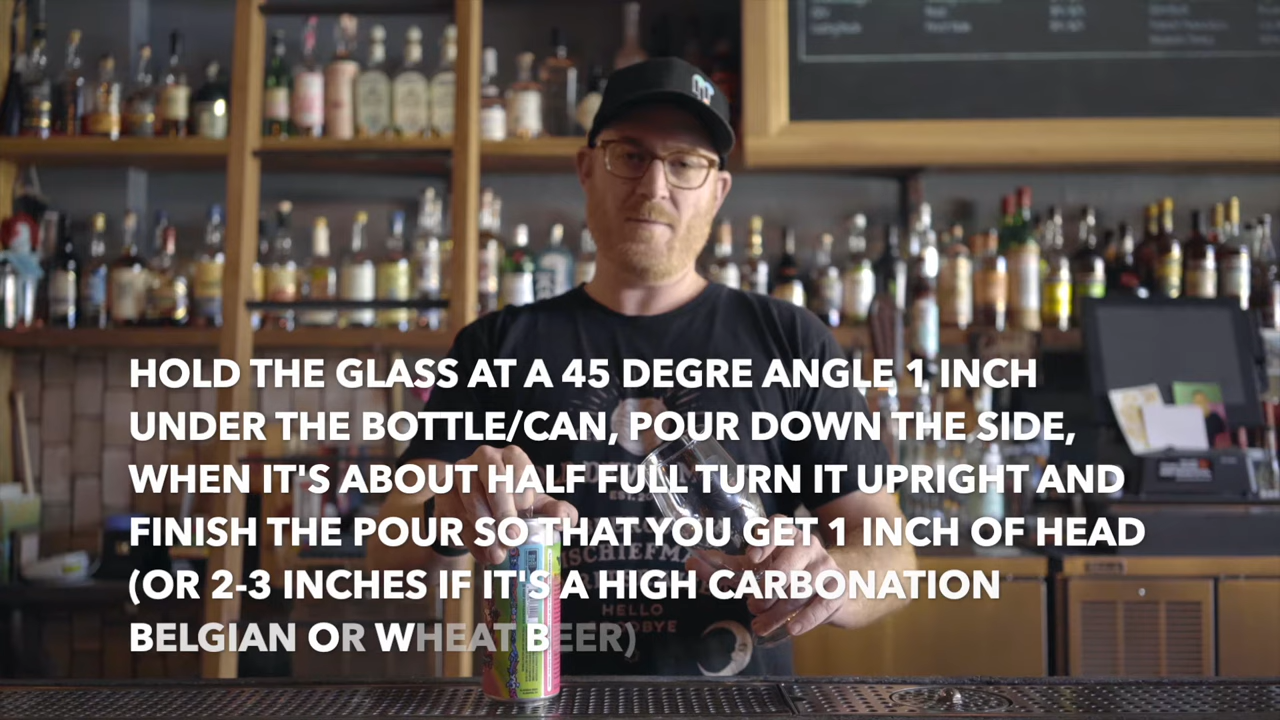 HOLD THE GLASS AT A 45 DEGRE ANGLE 1 INCH
UNDER THE BOTTLE/CAN, POUR DOWN THE SIDE,
WHEN IT'S ABOUT HALF FULL TURN IT UPRIGHT AND
FINISH THE POUR SO THAT YOU GET 1 INCH OF HEAD
(OR 2-3 INCHES IF IT'S A HIGH CARBONATION
BELGIAN OR WHEAT BEER)
HELLO